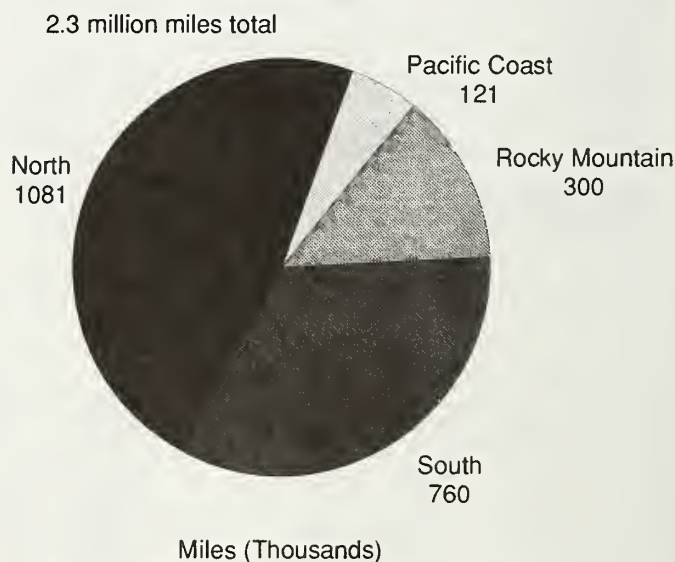 2.3 million miles total
Pacific Coast
121
Rocky Mountain
300
North
1081
South
760
Miles (Thousands)